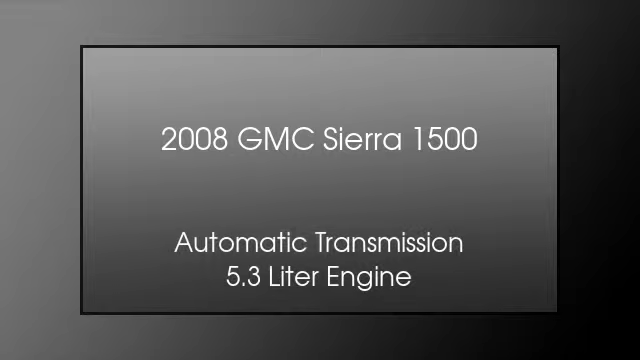 2008 GMC Sierra 1500
Automatic Transmission
5.3 Liter Engine